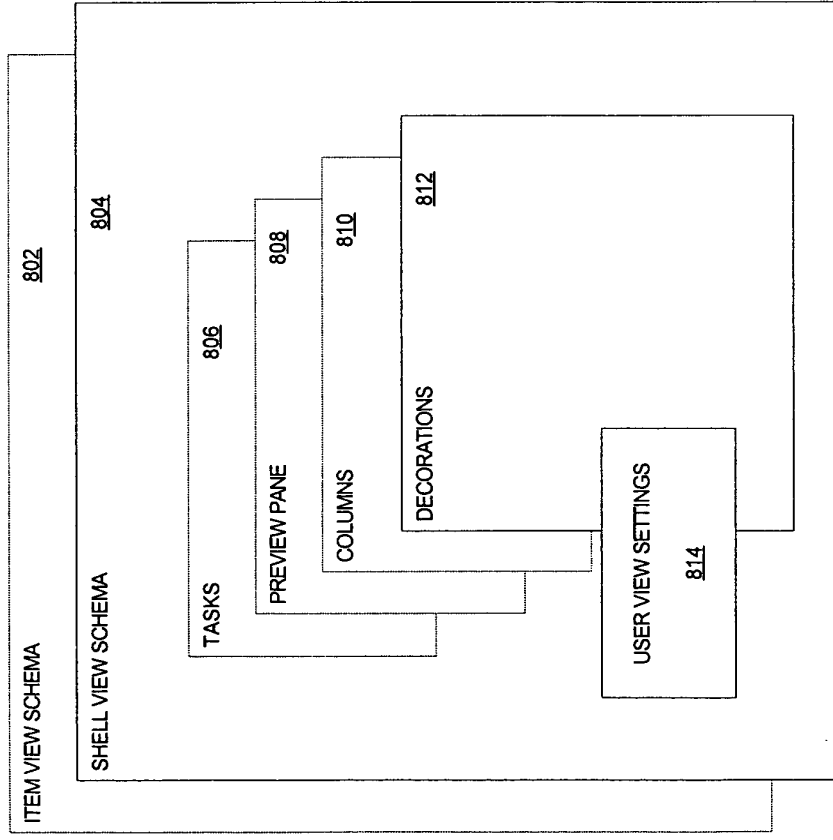 ITEM VIEW SCHEMA
802
SHELL VIEW SCHEMA
804
TASKS
806
PREVIEW PANE
808
COLUMNS
810
DECORATIONS
812
USER VIEW SETTINGS
814